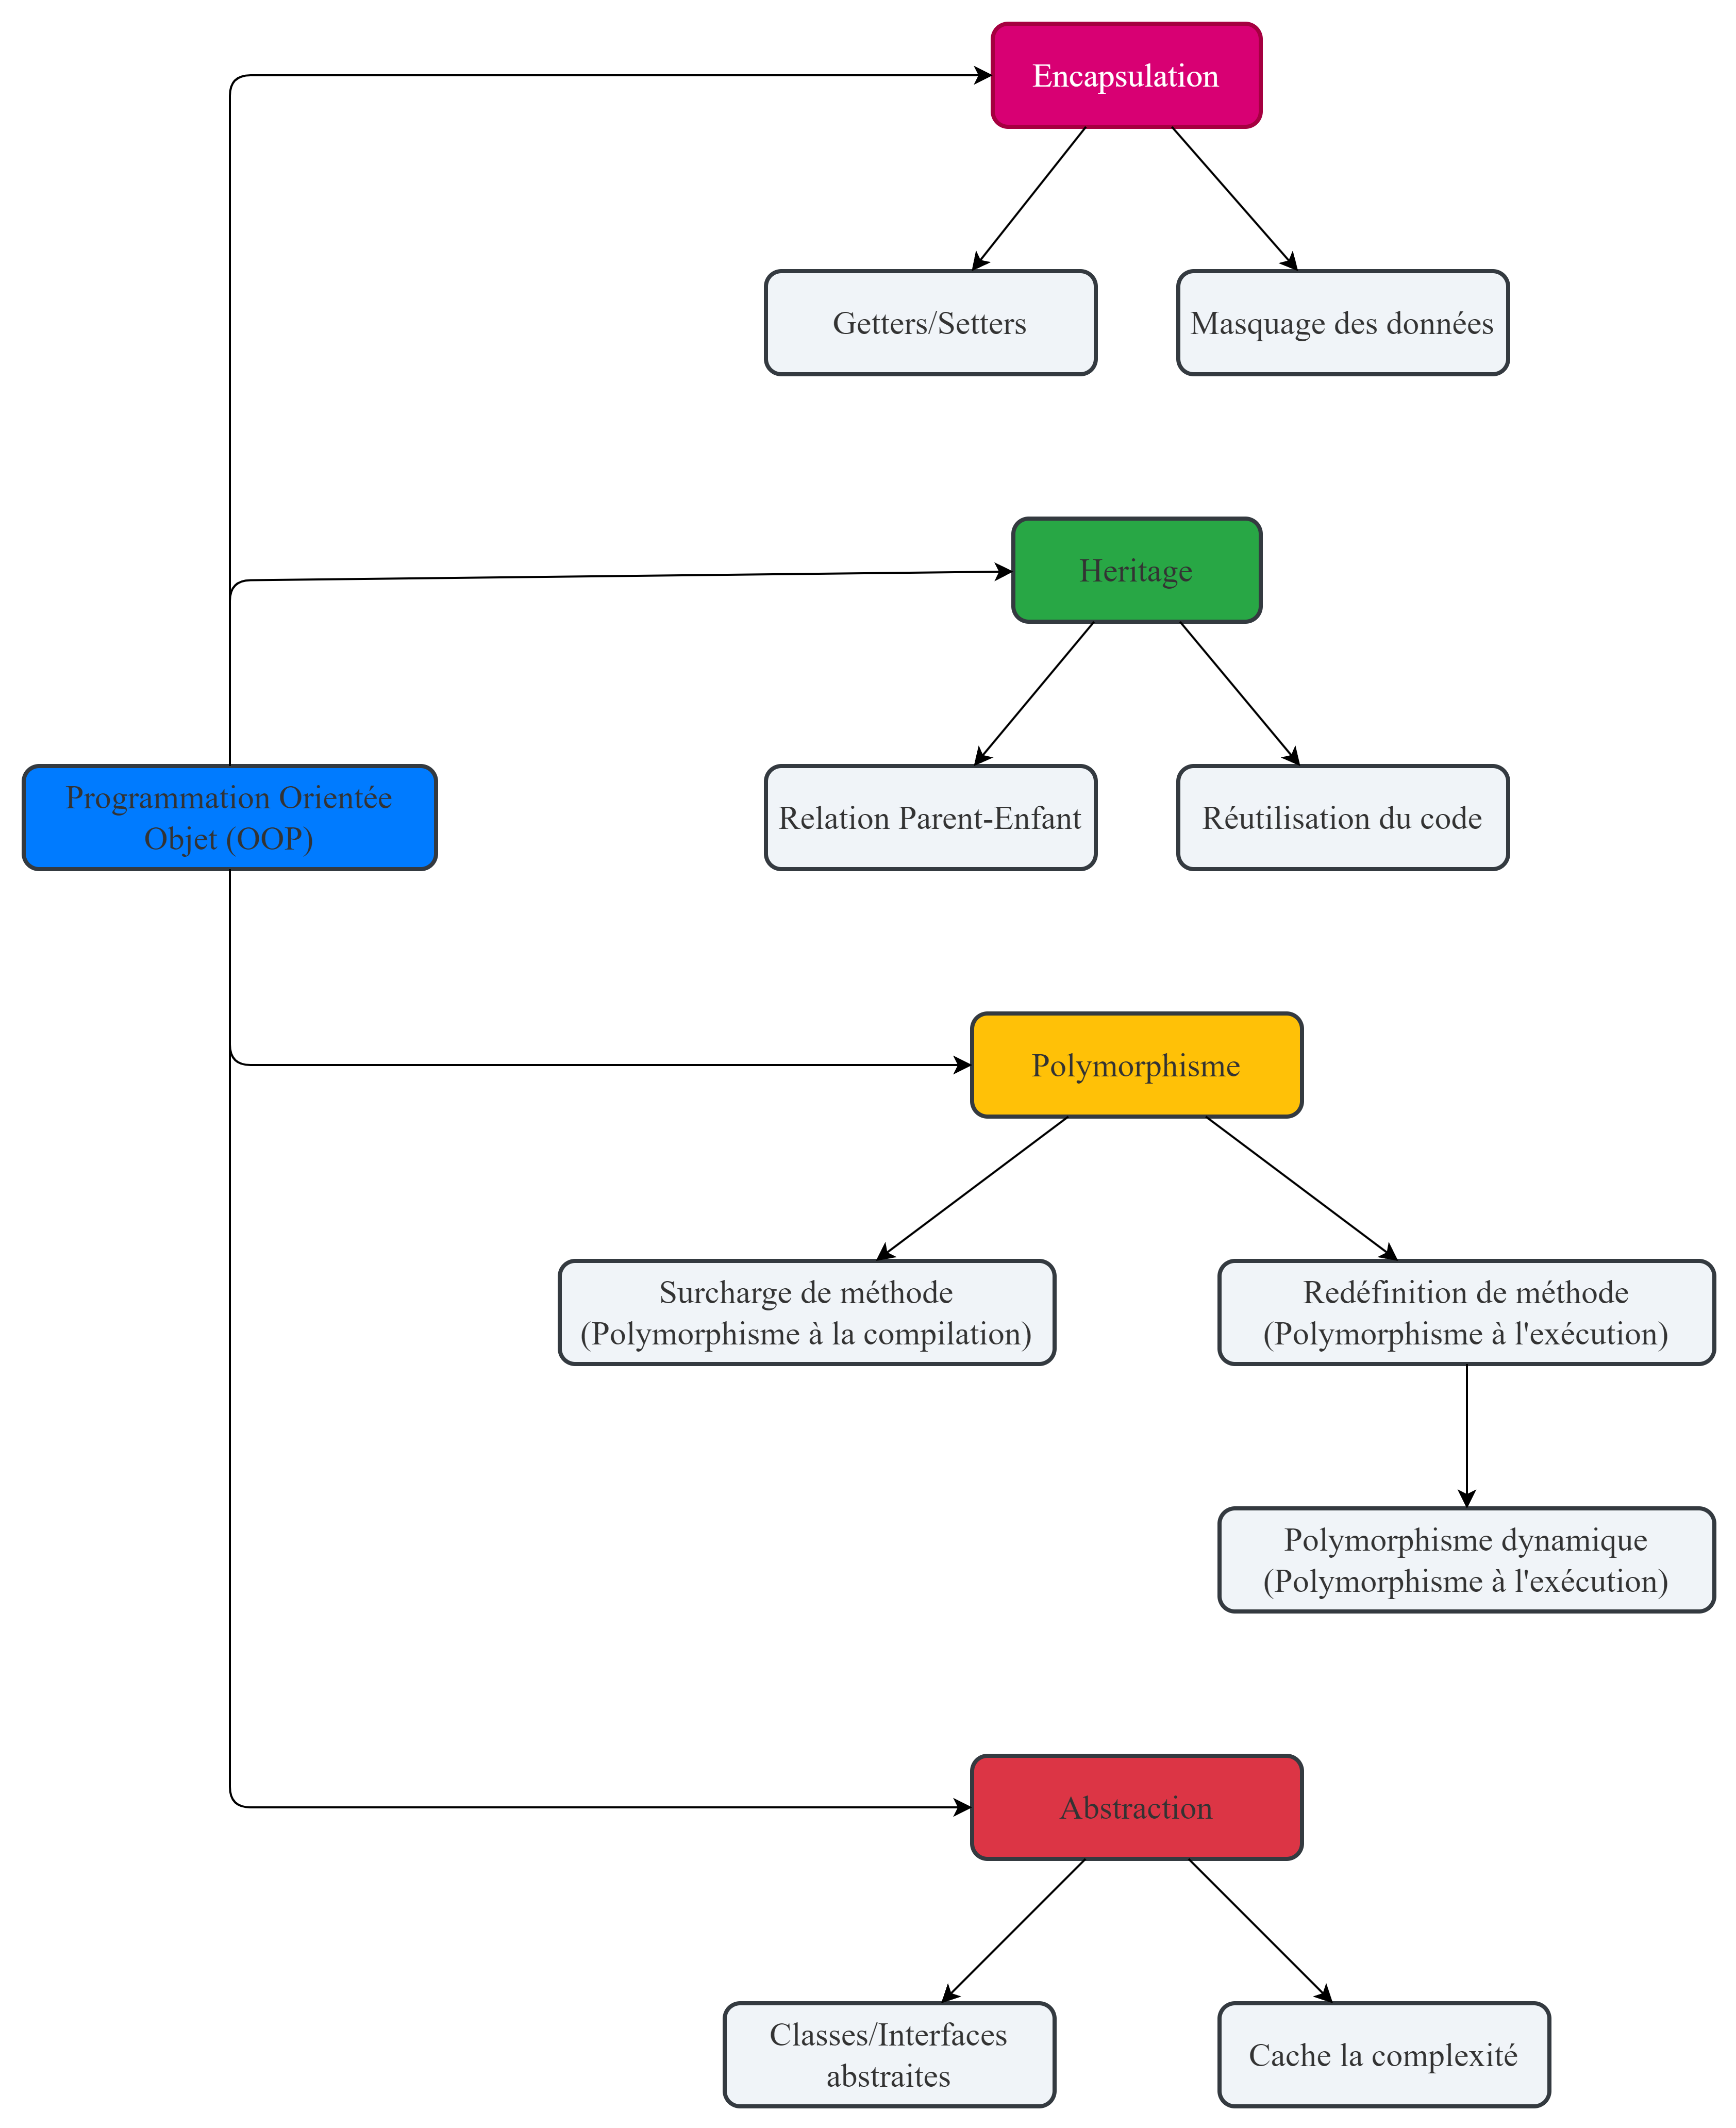 Encapsulation
Getters/Setters
Masquage des données
Heritage
Programmation Orientée
Objet (OOP)
Relation Parent-Enfant
Réutilisation du code
Polymorphisme
Surcharge de méthode
(Polymorphisme à la compilation)
Redéfinition de méthode
(Polymorphisme à l'exécution)
Polymorphisme dynamique
(Polymorphisme à l'exécution)
Abstraction
Classes/Interfaces
abstraites
Cache la complexité